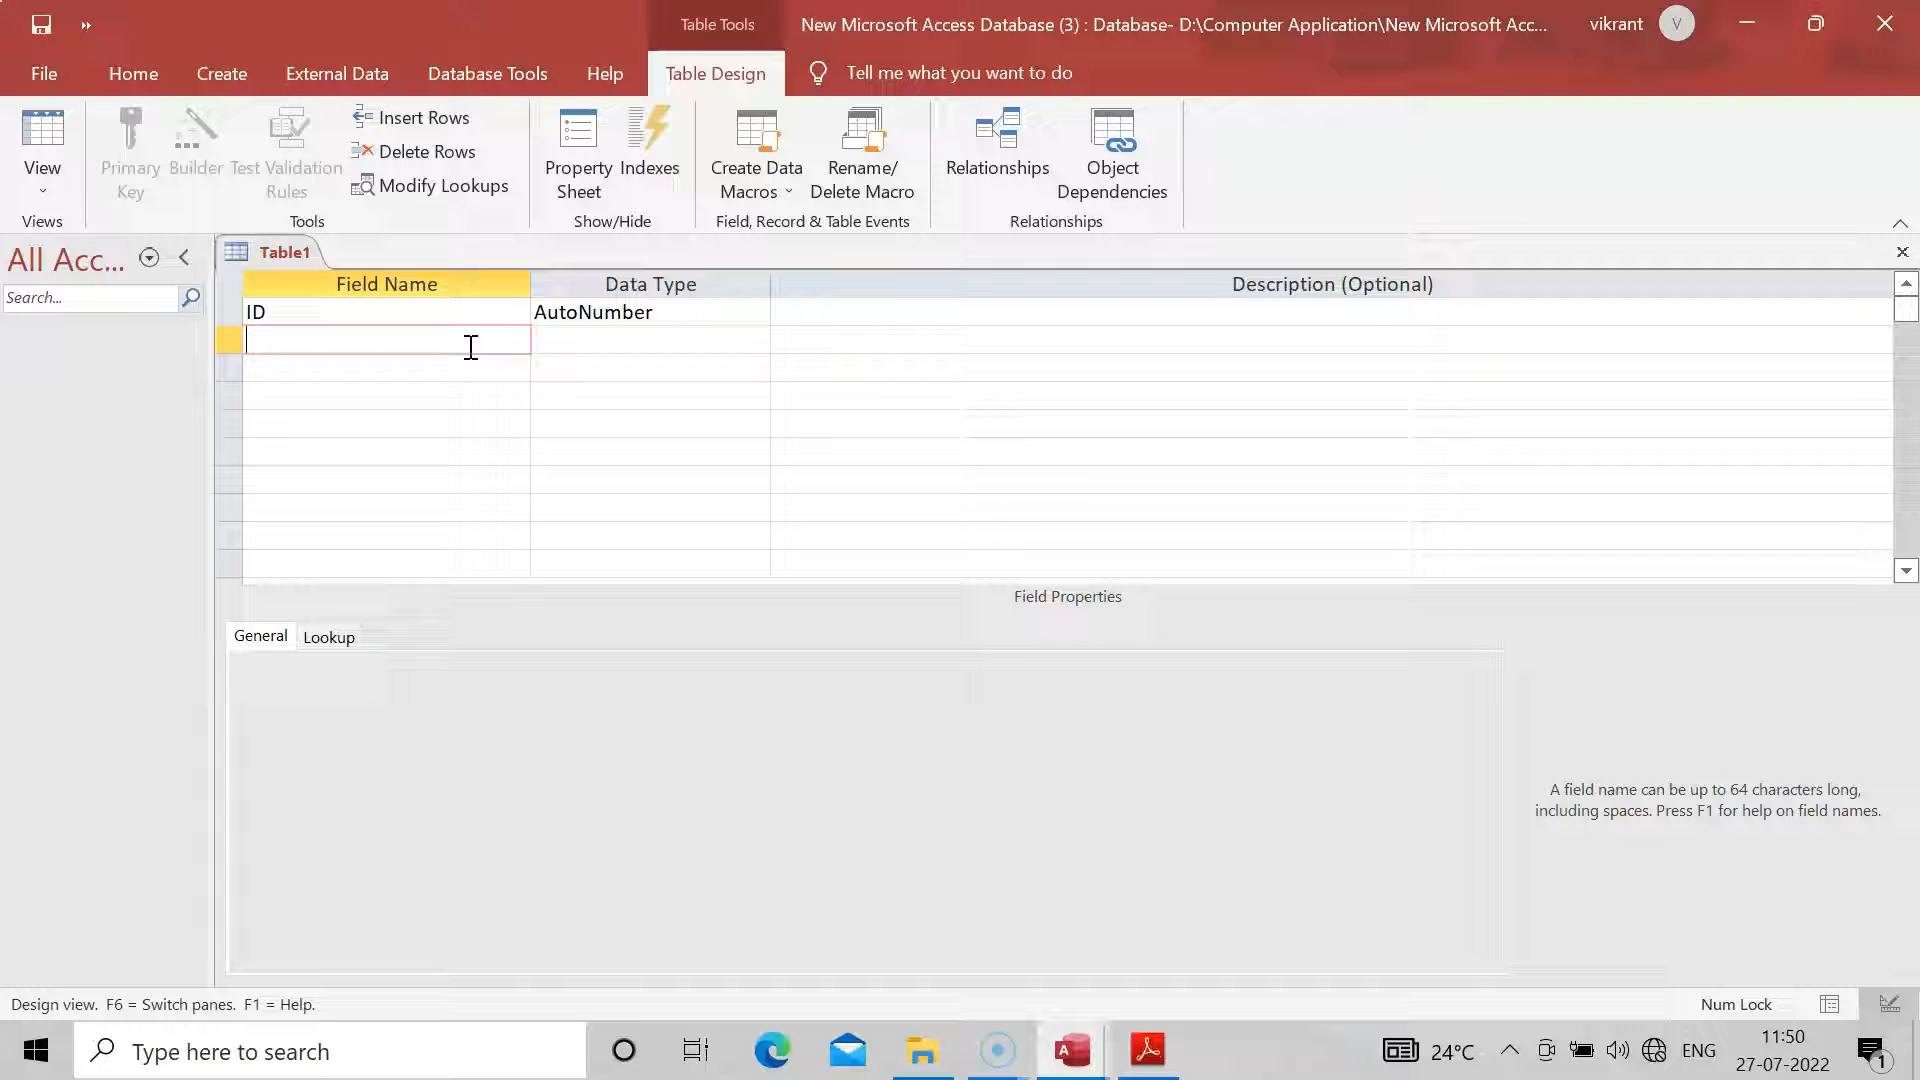 Table Tools
New Microsoft Access Database (3) : Database- D:\Computer Application\New Microsoft Acc...
vikrant
V
File
Home
Create
External Data
Database Tools
Help
Table Design
Tell me what you want to do
View
Primary Key
Builder
Test Validation Rules
Insert Rows
Delete Rows
Modify Lookups
Property Sheet
Indexes
Create Data Macros
Rename/ Delete Macro
Relationships
Object Dependencies
Views
Tools
Show/Hide
Field, Record & Table Events
Relationships
All Acc...
Search...
Table1
Field Name
Data Type
Description (Optional)
ID
AutoNumber
Field Properties
General
Lookup
A field name can be up to 64 characters long,
including spaces. Press F1 for help on field names.
Design view. F6 = Switch panes. F1 = Help.
Num Lock
Type here to search
A
24°C
ENG
11:50
27-07-2022
1